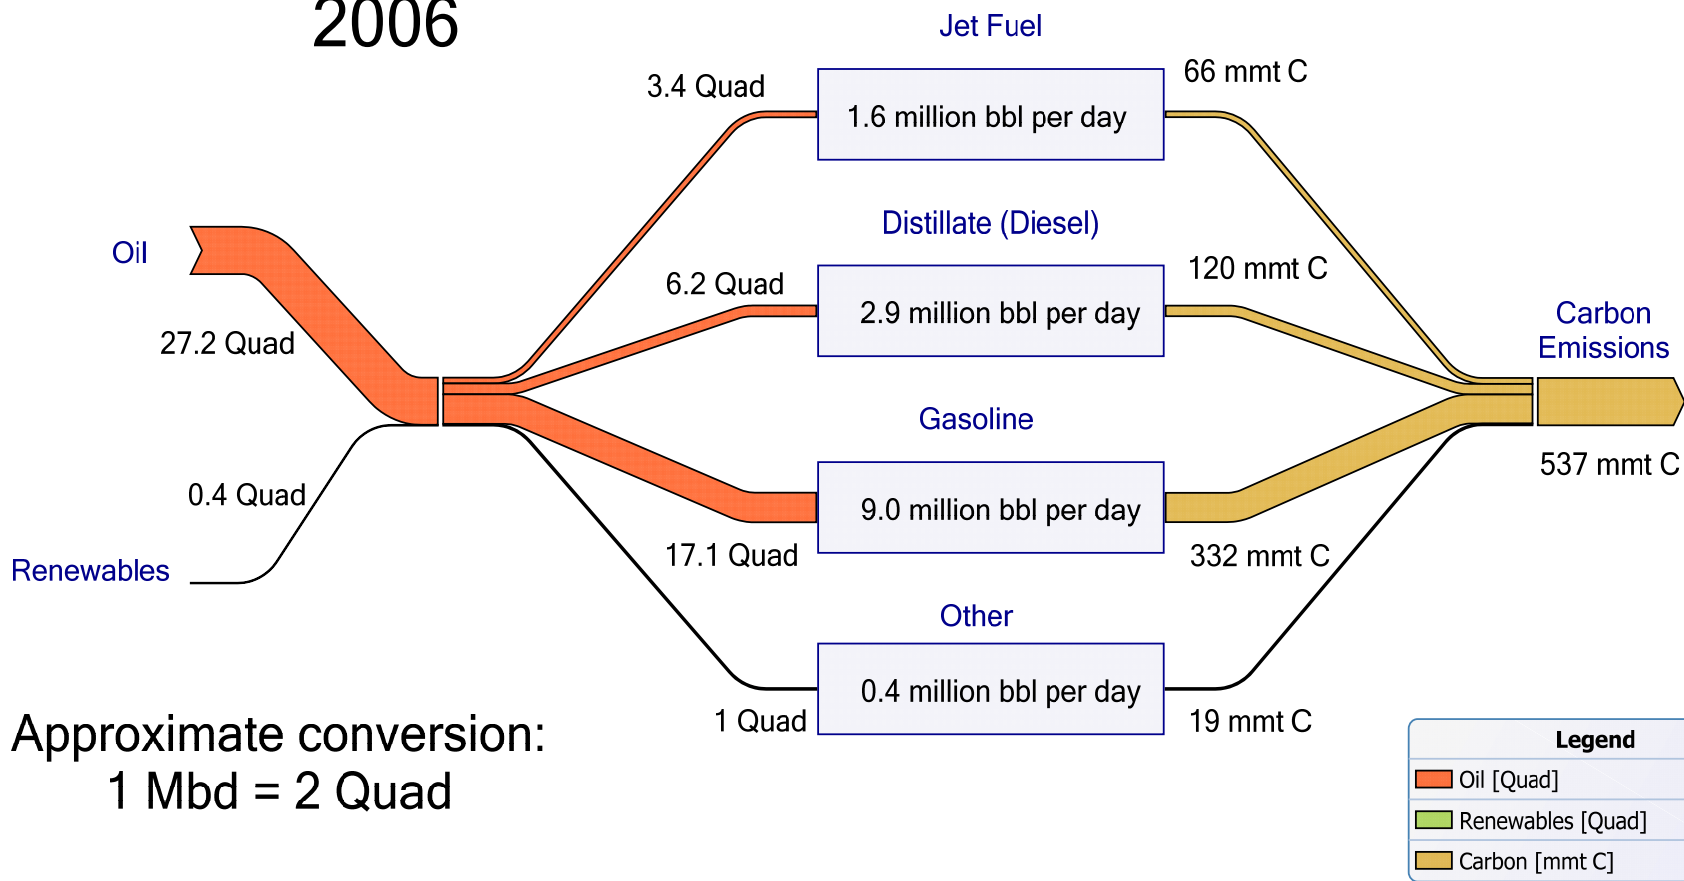 2006
Jet Fuel
3.4 Quad
66 mmt C
1.6 million bbl per day
Distillate (Diesel)
Oil
6.2 Quad
120 mmt C
2.9 million bbl per day
Carbon
Emissions
27.2 Quad
Gasoline
537 mmt C
0.4 Quad
9.0 million bbl per day
17.1 Quad
332 mmt C
Renewables
Other
0.4 million bbl per day
1 Quad
19 mmt C
Approximate conversion:
1 Mbd = 2 Quad
Legend
Oil [Quad]
Renewables [Quad]
Carbon [mmt C]